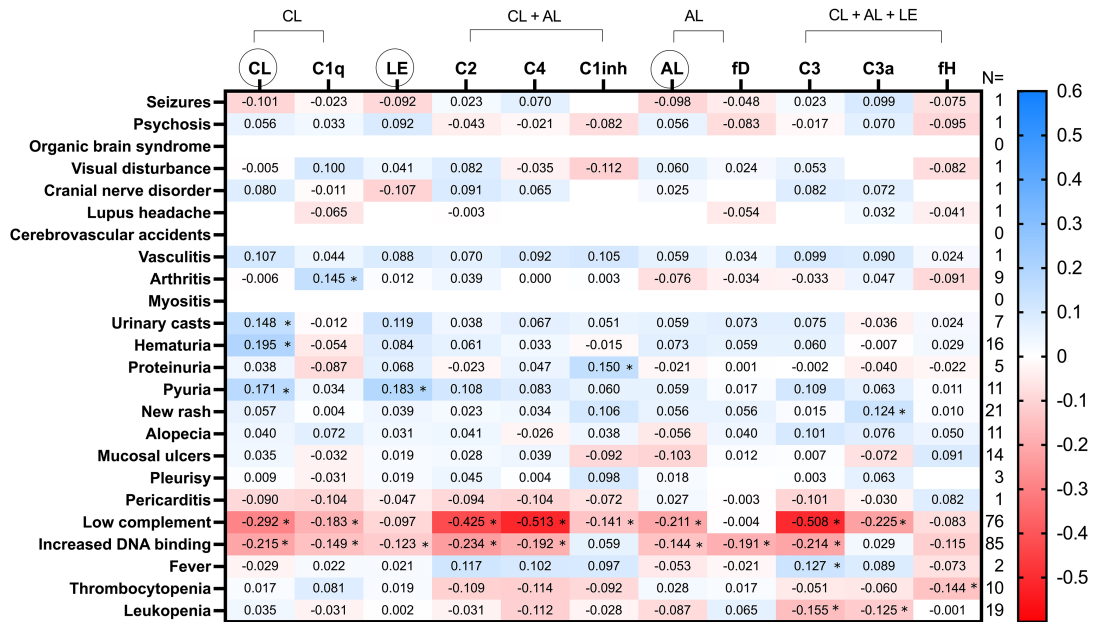 CL CL + AL AL CL + AL + LE
CL C1q LE C2 C4 C1inh AL fD C3 C3a fH N=
Seizures -0.101 -0.023 -0.092 0.023 0.070 -0.098 -0.048 0.023 0.099 -0.075 1
Psychosis 0.056 0.033 0.092 -0.043 -0.021 -0.082 0.056 -0.083 -0.017 0.070 -0.095 1
Organic brain syndrome 0
Visual disturbance -0.005 0.100 0.041 0.082 -0.035 -0.112 0.060 0.024 0.053 -0.082 1
Cranial nerve disorder 0.080 -0.011 -0.107 0.091 0.065 0.025 0.082 0.072 1
Lupus headache -0.065 -0.003 -0.054 0.032 -0.041 1
Cerebrovascular accidents 0
Vasculitis 0.107 0.044 0.088 0.070 0.092 0.105 0.059 0.034 0.099 0.090 0.024 1
Arthritis -0.006 0.145 * 0.012 0.039 0.000 0.003 -0.076 -0.034 -0.033 0.047 -0.091 9
Myositis 0
Urinary casts 0.148 * -0.012 0.119 0.038 0.067 0.051 0.059 0.073 0.075 -0.036 0.024 7
Hematuria 0.195 * -0.054 0.084 0.061 0.033 -0.015 0.073 0.059 0.060 -0.007 0.029 16
Proteinuria 0.038 -0.087 0.068 -0.023 0.047 0.150 * -0.021 0.001 -0.002 -0.040 -0.022 5
Pyuria 0.171 * 0.034 0.183 * 0.108 0.083 0.060 0.059 0.017 0.109 0.063 0.011 11
New rash 0.057 0.004 0.039 0.023 0.034 0.106 0.056 0.056 0.015 0.124 * 0.010 21
Alopecia 0.040 0.072 0.031 0.041 -0.026 0.038 -0.056 0.040 0.101 0.076 0.050 11
Mucosal ulcers 0.035 -0.032 0.019 0.028 0.039 -0.092 -0.103 0.012 0.007 -0.072 0.091 14
Pleurisy 0.009 -0.031 0.019 0.045 0.004 0.098 0.018 0.003 0.063 3
Pericarditis -0.090 -0.104 -0.047 -0.094 -0.104 -0.072 0.027 -0.003 -0.101 -0.030 0.082 1
Low complement -0.292 * -0.183 * -0.097 -0.425 * -0.513 * -0.141 * -0.211 * -0.004 -0.508 * -0.225 * -0.083 76
Increased DNA binding -0.215 * -0.149 * -0.123 * -0.234 * -0.192 * 0.059 -0.144 * -0.191 * -0.214 * 0.029 -0.115 85
Fever -0.029 0.022 0.021 0.117 0.102 0.097 -0.053 -0.021 0.127 * 0.089 -0.073 2
Thrombocytopenia 0.017 0.081 0.019 -0.109 -0.114 -0.092 0.028 0.017 -0.051 -0.060 -0.144 * 10
Leukopenia 0.035 -0.031 0.002 -0.031 -0.112 -0.028 -0.087 0.065 -0.155 * -0.125 * -0.001 19
0.6
0.5
0.4
0.3
0.2
0.1
0
-0.1
-0.2
-0.3
-0.4
-0.5